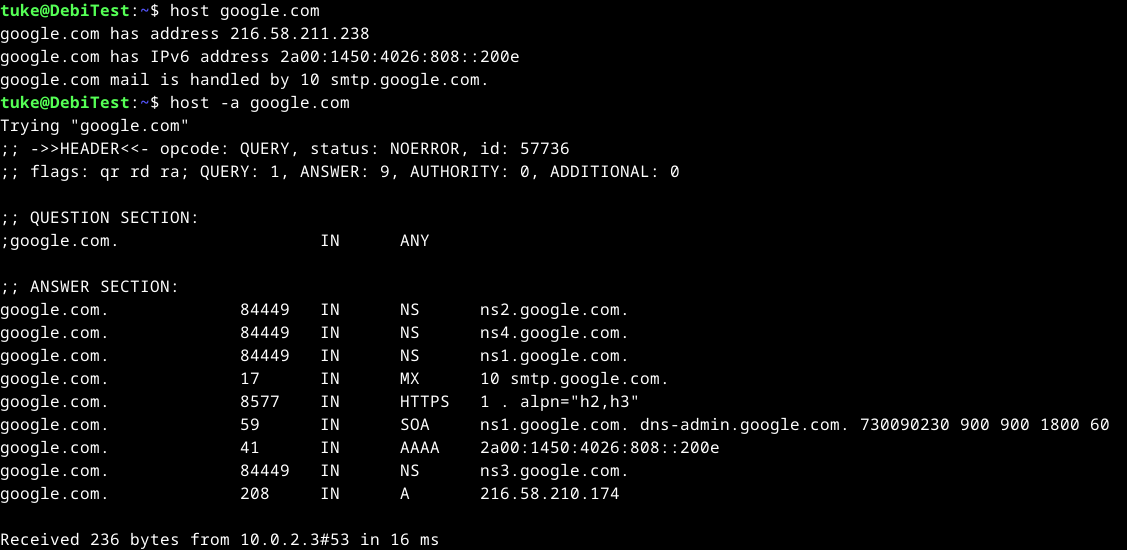 tuke@DebiTest:~$ host google.com
google.com has address 216.58.211.238
google.com has IPv6 address 2a00:1450:4026:808::200e
google.com mail is handled by 10 smtp.google.com.
tuke@DebiTest:~$ host -a google.com
Trying "google.com"
;; ->>HEADER<<- opcode: QUERY, status: NOERROR, id: 57736
;; flags: qr rd ra; QUERY: 1, ANSWER: 9, AUTHORITY: 0, ADDITIONAL: 0
;; QUESTION SECTION:
;google.com. IN ANY
;; ANSWER SECTION:
google.com. 84449 IN NS ns2.google.com.
google.com. 84449 IN NS ns4.google.com.
google.com. 84449 IN NS ns1.google.com.
google.com. 17 IN MX 10 smtp.google.com.
google.com. 8577 IN HTTPS 1 . alpn="h2,h3"
google.com. 59 IN SOA ns1.google.com. dns-admin.google.com. 730090230 900 900 1800 60
google.com. 41 IN AAAA 2a00:1450:4026:808::200e
google.com. 84449 IN NS ns3.google.com.
google.com. 208 IN A 216.58.210.174
Received 236 bytes from 10.0.2.3#53 in 16 ms